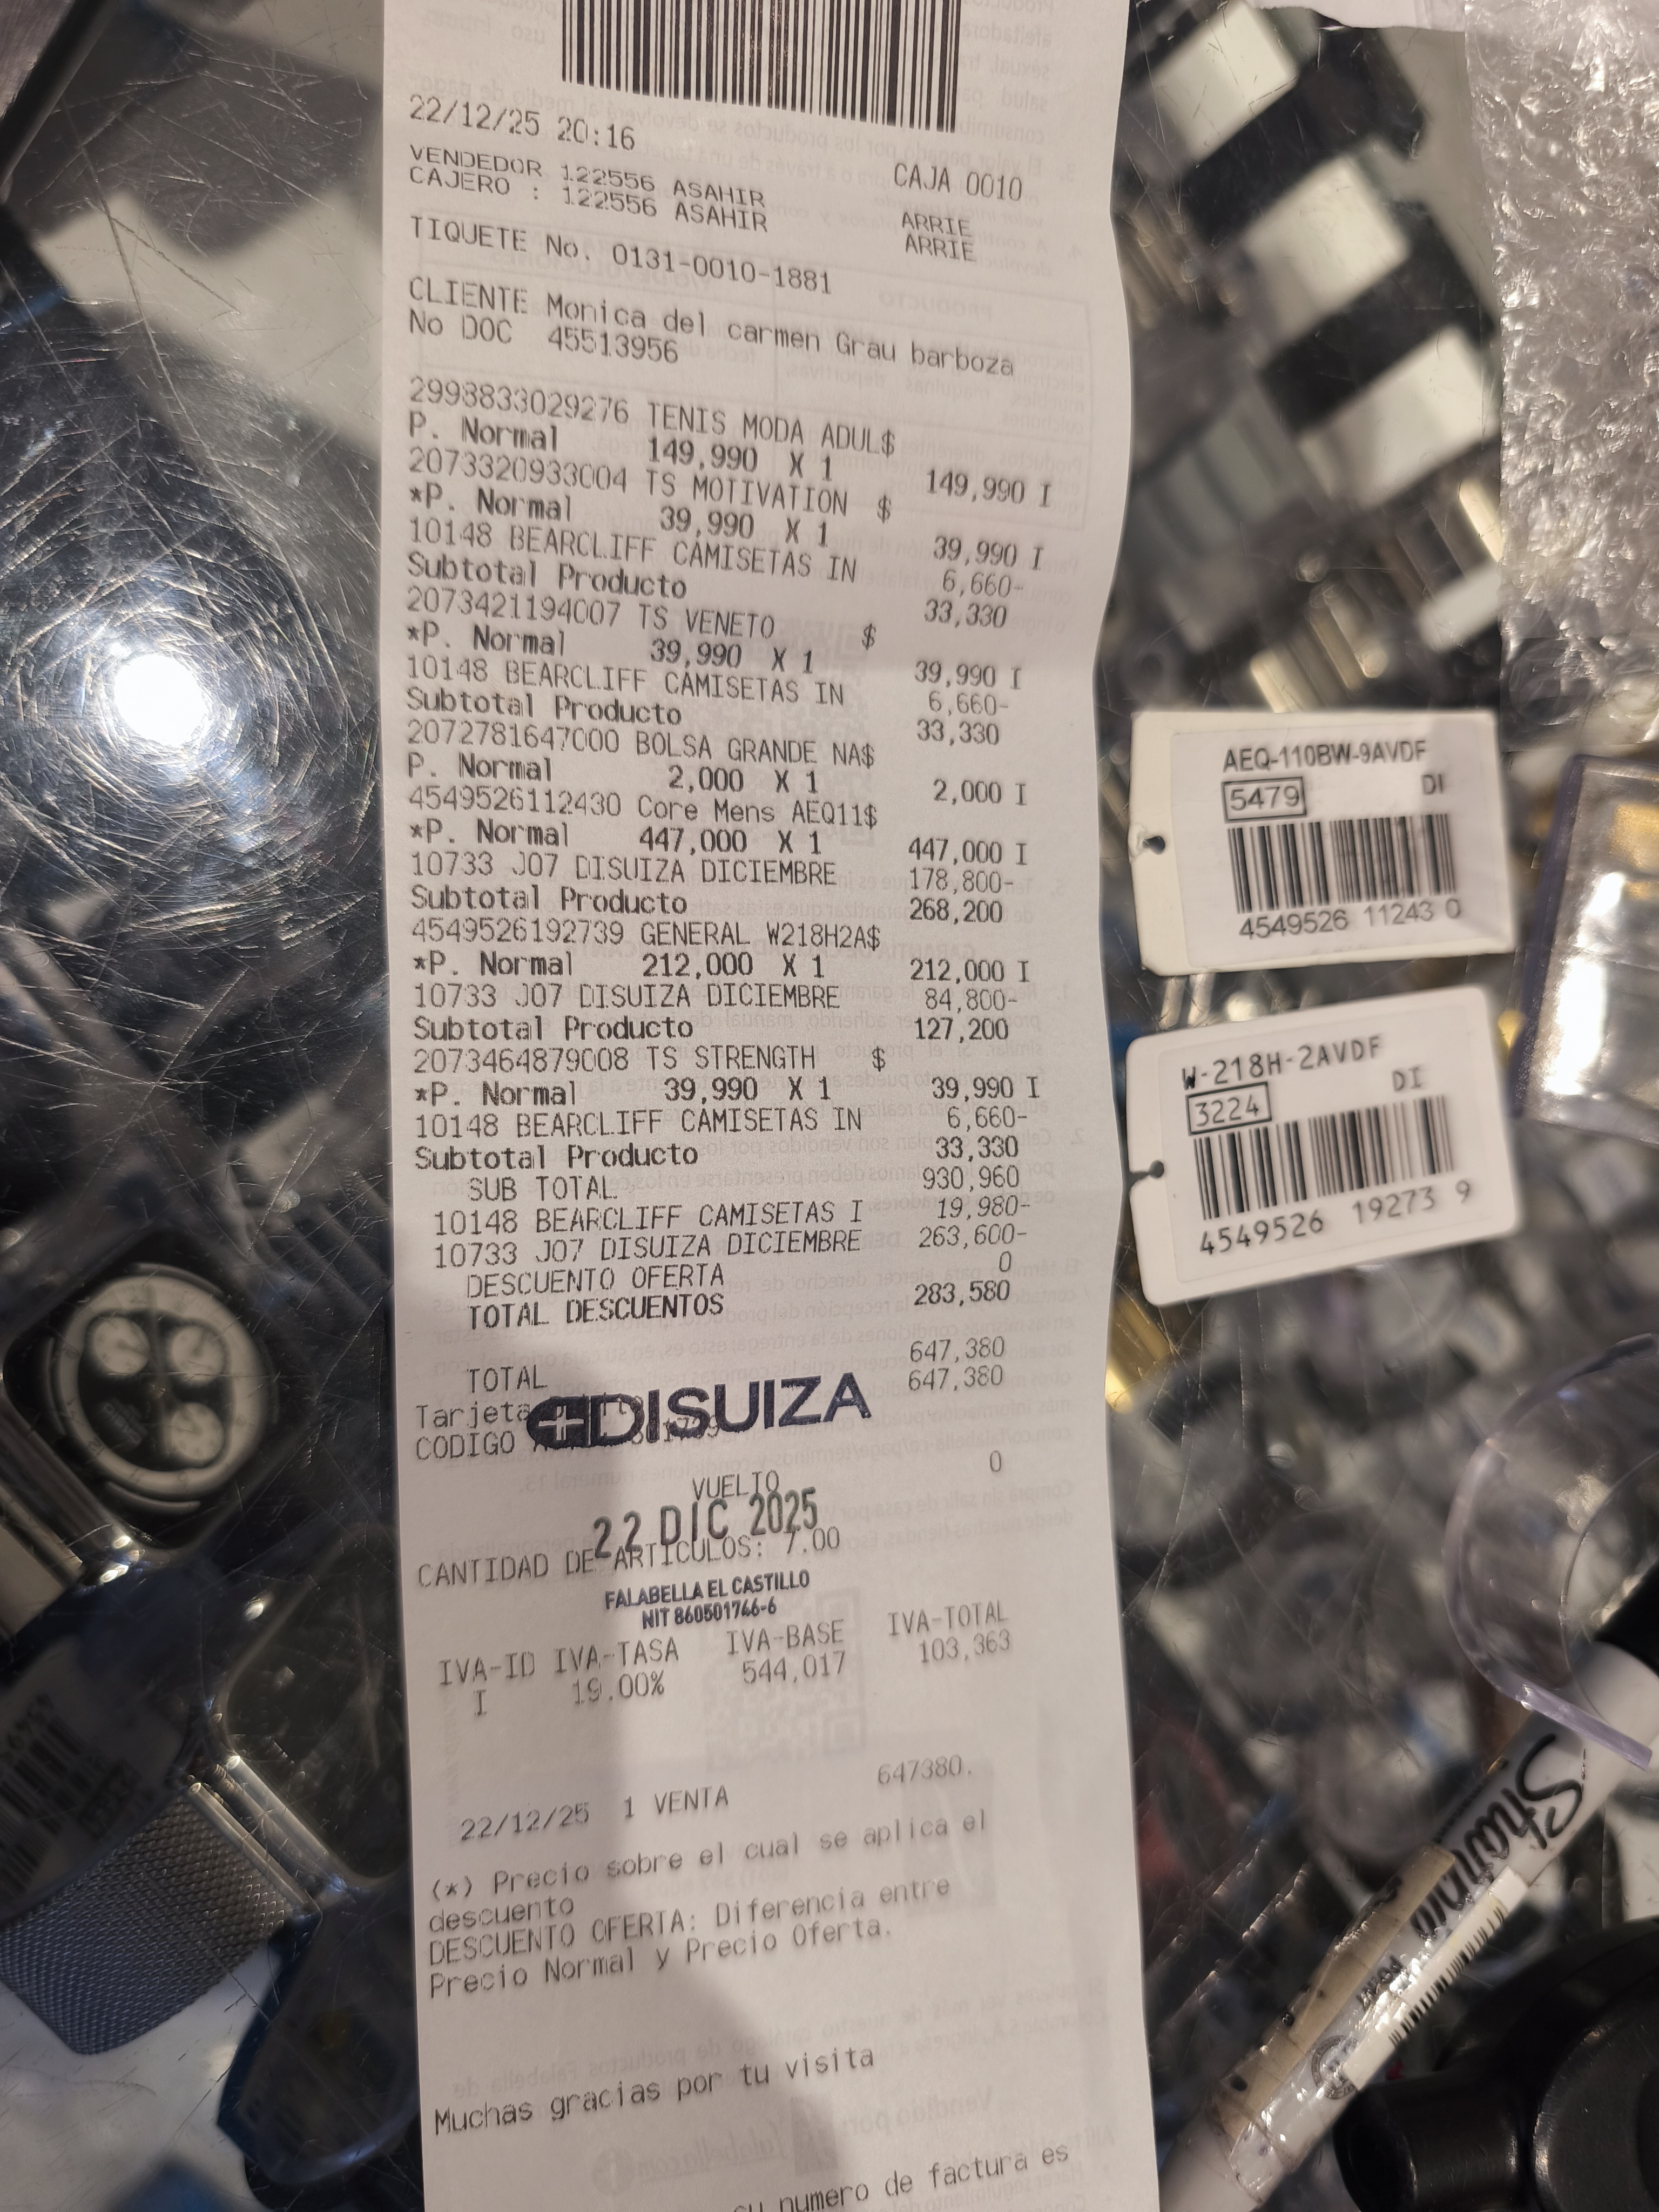 22/12/25 20:16
CAJA 0010
VENDEDOR 122556 ASAHIR ARRIE
CAJERO : 122556 ASAHIR ARRIE
TIQUETE No. 0131-0010-1881
CLIENTE Monica del carmen Grau barboza
No DOC 45513956
2998833029276 TENIS MODA ADUL$
P. Normal 149,990 X 1 149,990 I
2073320933004 TS MOTIVATION $
*P. Normal 39,990 X 1 39,990 I
10148 BEARCLIFF CAMISETAS IN 6,660-
Subtotal Producto 33,330
2073421194007 TS VENETO $
*P. Normal 39,990 X 1 39,990 I
10148 BEARCLIFF CAMISETAS IN 6,660-
Subtotal Producto 33,330
2072781647000 BOLSA GRANDE NA$
P. Normal 2,000 X 1 2,000 I
4549526112430 Core Mens AEQ11$
*P. Normal 447,000 X 1 447,000 I
10733 J07 DISUIZA DICIEMBRE 178,800-
Subtotal Producto 268,200
4549526192739 GENERAL W218H2A$
*P. Normal 212,000 X 1 212,000 I
10733 J07 DISUIZA DICIEMBRE 84,800-
Subtotal Producto 127,200
2073464879008 TS STRENGTH $
*P. Normal 39,990 X 1 39,990 I
10148 BEARCLIFF CAMISETAS IN 6,660-
Subtotal Producto 33,330
SUB TOTAL 930,960
10148 BEARCLIFF CAMISETAS I 19,980-
10733 J07 DISUIZA DICIEMBRE 263,600-
DESCUENTO OFERTA 0
TOTAL DESCUENTOS 283,580
TOTAL 647,380
Tarjeta 647,380
CODIGO
DISUIZA
VUELTO 0
22 DIC 2025
CANTIDAD DE ARTICULOS: 7.00
FALABELLA EL CASTILLO
NIT 860501746-6
IVA-ID IVA-TASA IVA-BASE IVA-TOTAL
I 19.00% 544,017 103,363
22/12/25 1 VENTA 647380.
(*) Precio sobre el cual se aplica el
descuento
DESCUENTO OFERTA: Diferencia entre
Precio Normal y Precio Oferta.
Muchas gracias por tu visita
su numero de factura es
AEQ-110BW-9AVDF
5479 DI
4549526 11243 0
W-218H-2AVDF
3224 DI
4549526 19273 9